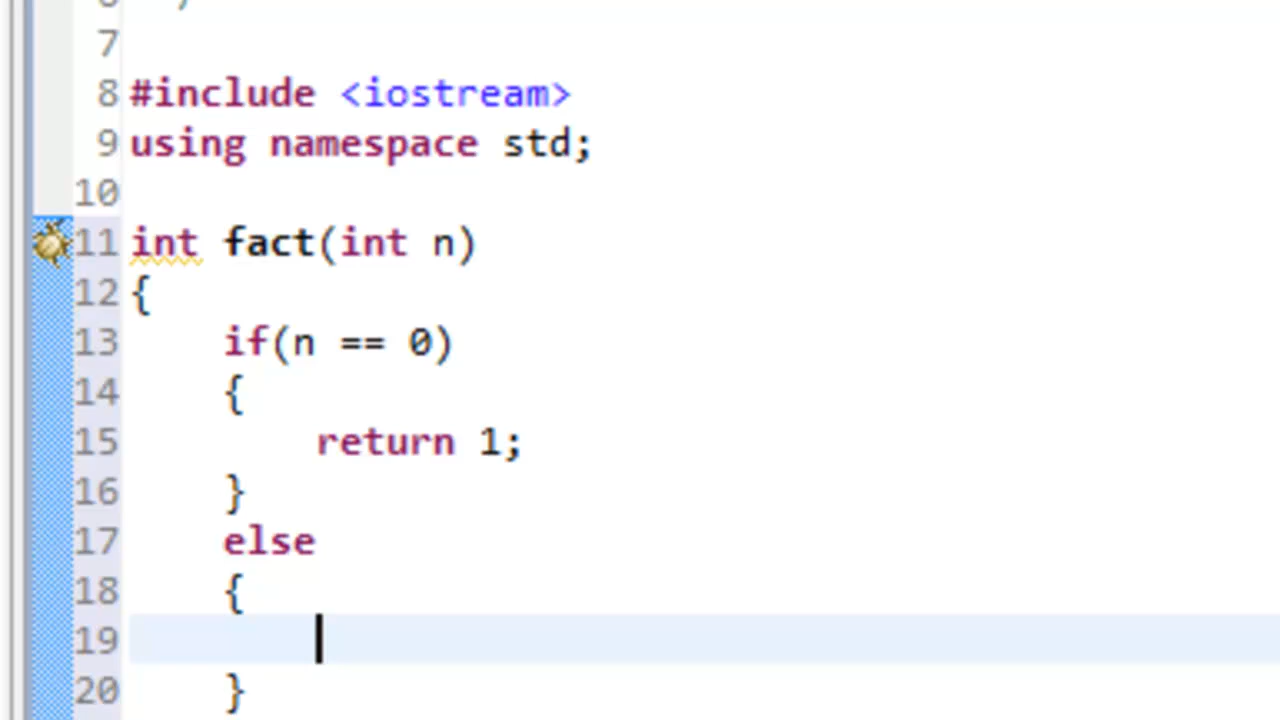 7
8 #include <iostream>
9 using namespace std;
10
11 int fact(int n)
12 {
13     if(n == 0)
14     {
15         return 1;
16     }
17     else
18     {
19
20     }